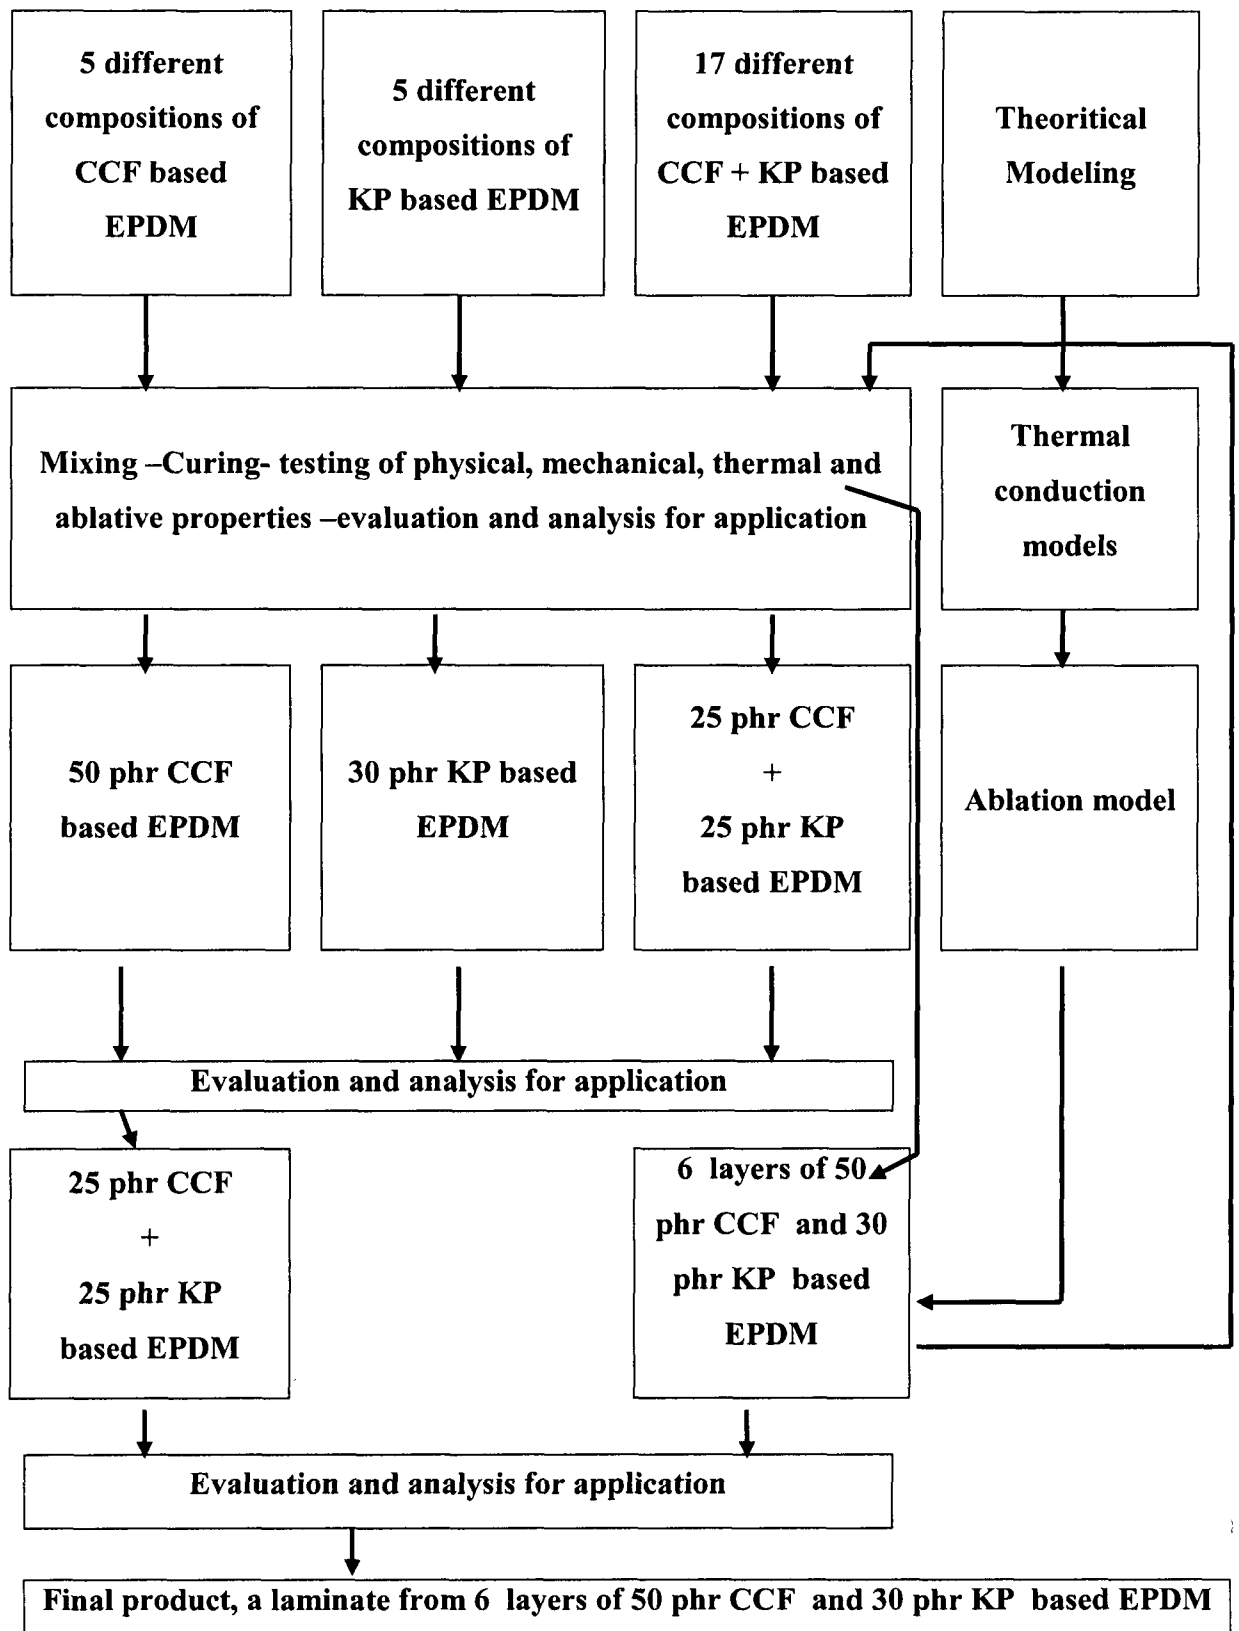 5 different
compositions of
CCF based
EPDM
5 different
compositions of
KP based EPDM
17 different
compositions of
CCF + KP based
EPDM
Theoritical
Modeling
Mixing –Curing- testing of physical, mechanical, thermal and
ablative properties –evaluation and analysis for application
Thermal
conduction
models
50 phr CCF
based EPDM
30 phr KP based
EPDM
25 phr CCF
+
25 phr KP
based EPDM
Ablation model
Evaluation and analysis for application
25 phr CCF
+
25 phr KP
based EPDM
6 layers of 50
phr CCF and 30
phr KP based
EPDM
Evaluation and analysis for application
Final product, a laminate from 6 layers of 50 phr CCF and 30 phr KP based EPDM